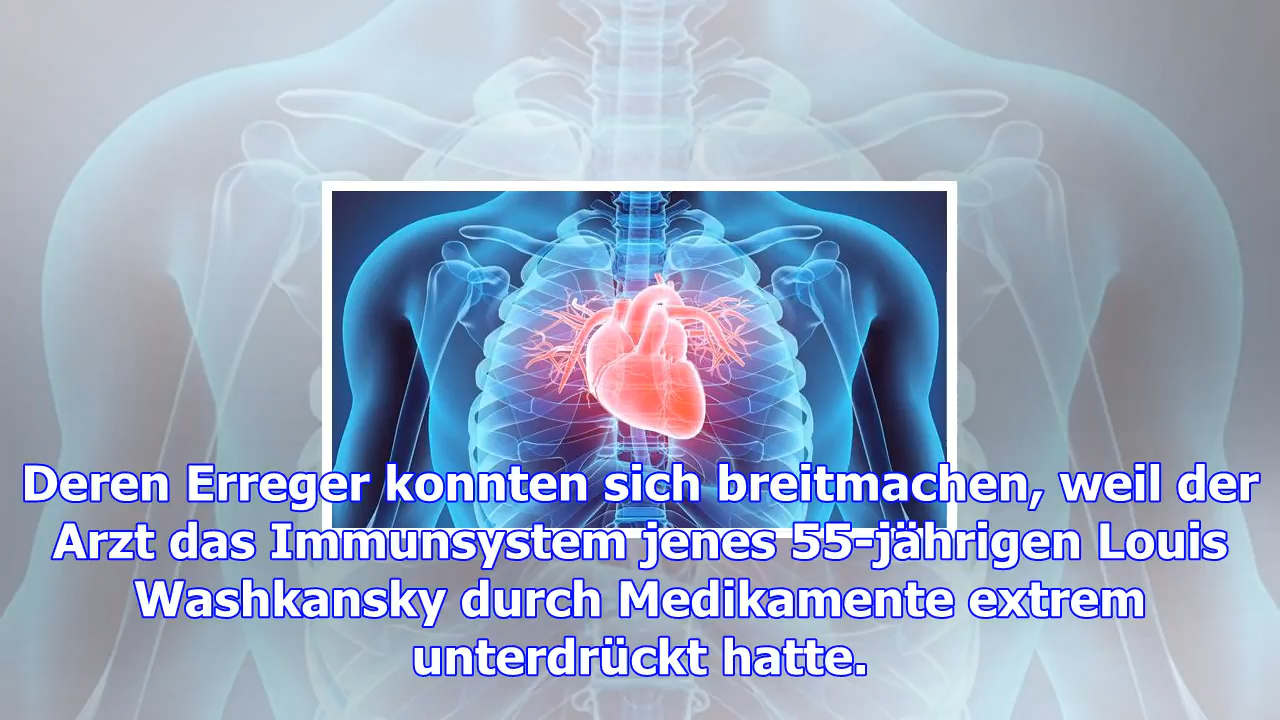 Deren Erreger konnten sich breitmachen, weil der
Arzt das Immunsystem jenes 55-jährigen Louis
Washkansky durch Medikamente extrem
unterdrückt hatte.